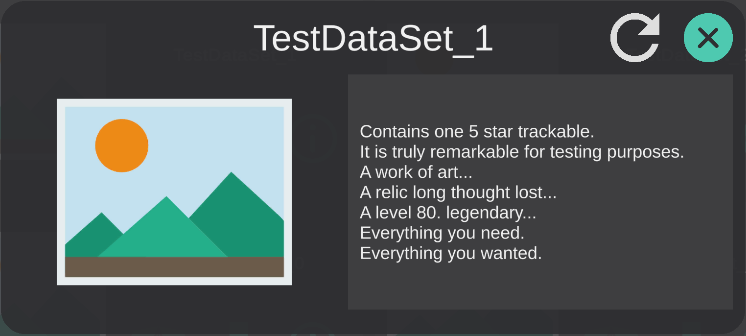 TestDataSet_1
Contains one 5 star trackable.
It is truly remarkable for testing purposes.
A work of art...
A relic long thought lost...
A level 80. legendary...
Everything you need.
Everything you wanted.